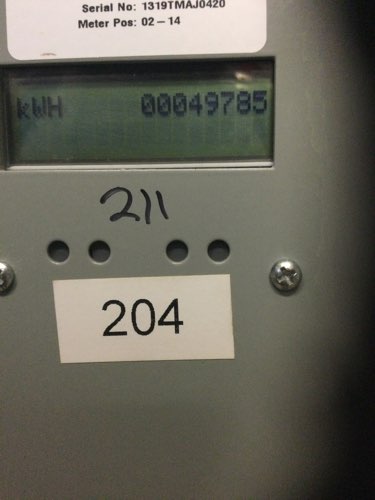 Serial No: 1319TMAJ0420
Meter Pos: 02 – 14
kWH 00049785
211
204